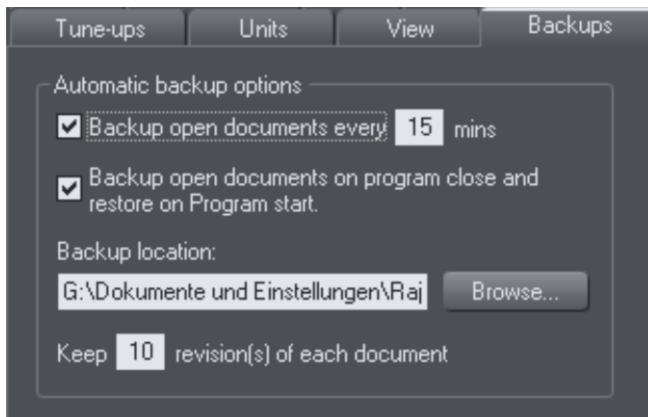 Tune-ups Units View Backups
Automatic backup options
Backup open documents every 15 mins
Backup open documents on program close and
restore on Program start.
Backup location:
G:\Dokumente und Einstellungen\Raj Browse...
Keep 10 revision(s) of each document